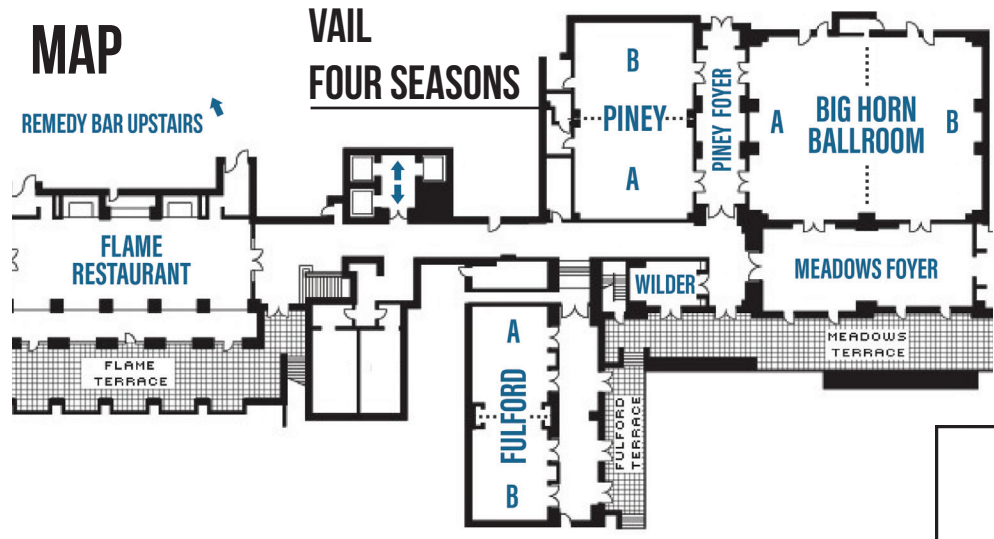 MAP
VAIL
FOUR SEASONS
REMEDY BAR UPSTAIRS
FLAME
RESTAURANT
FLAME
TERRACE
B
PINEY
A
PINEY FOYER
A
BIG HORN
BALLROOM
B
WILDER
MEADOWS FOYER
MEADOWS
TERRACE
A
FULFORD
B
FULFORD
TERRACE